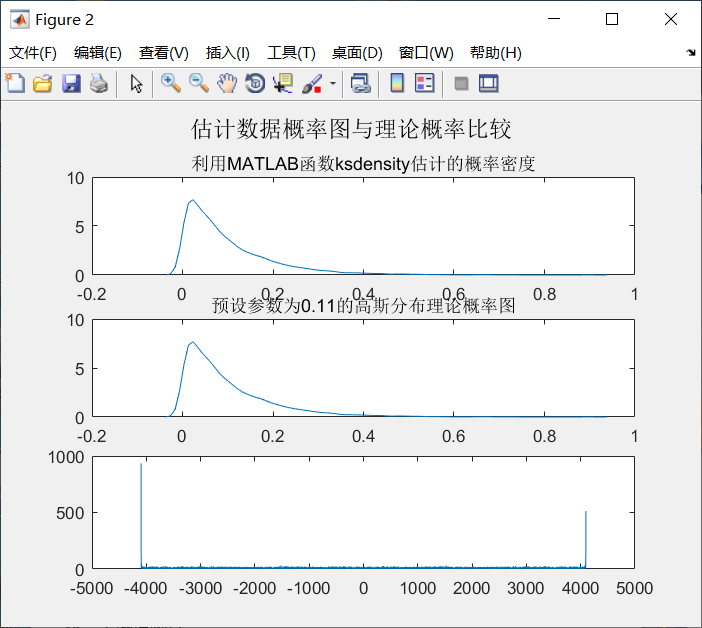 Figure 2
文件(F) 编辑(E) 查看(V) 插入(I) 工具(T) 桌面(D) 窗口(W) 帮助(H)
估计数据概率图与理论概率比较
利用MATLAB函数ksdensity估计的概率密度
10
5
0
-0.2 0 0.2 0.4 0.6 0.8 1
预设参数为0.11的高斯分布理论概率图
10
5
0
-0.2 0 0.2 0.4 0.6 0.8 1
1000
500
0
-5000 -4000 -3000 -2000 -1000 0 1000 2000 3000 4000 5000